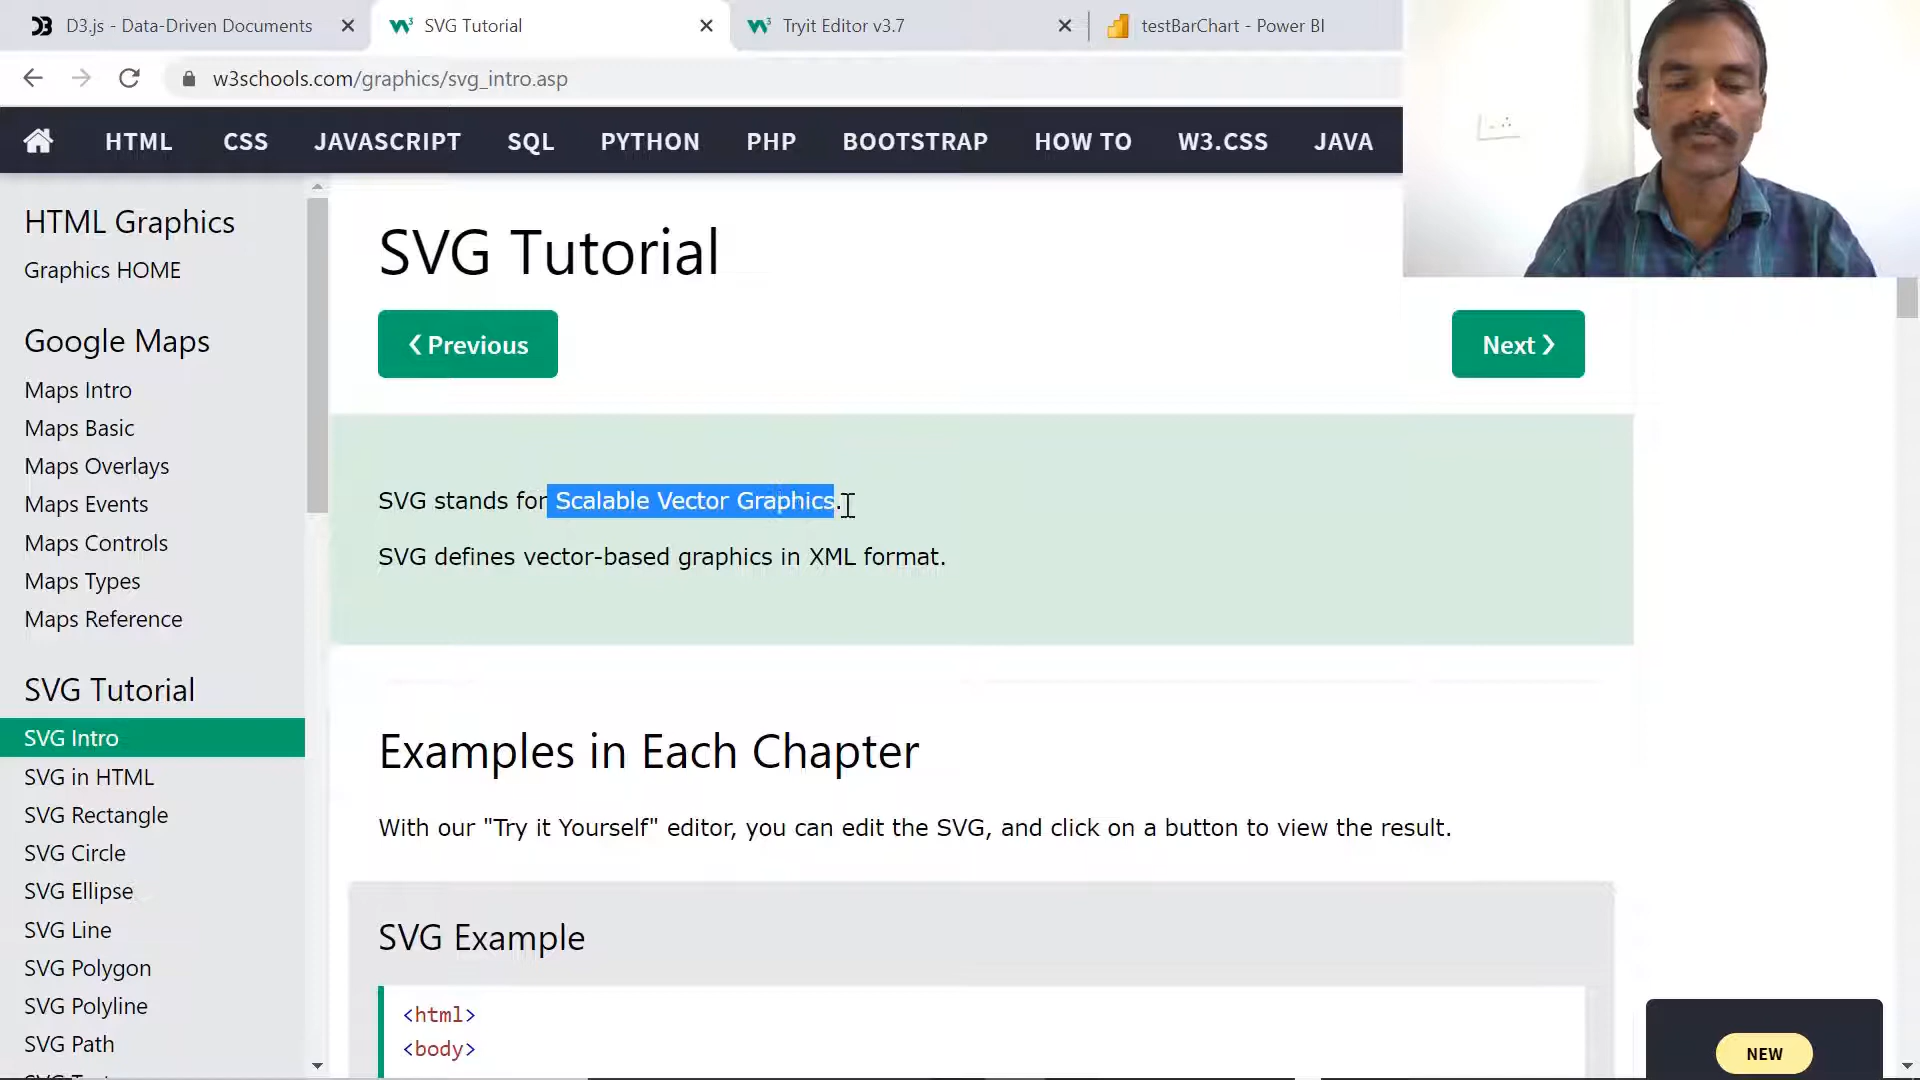 D3.js - Data-Driven Documents
SVG Tutorial
Tryit Editor v3.7
testBarChart - Power BI
w3schools.com/graphics/svg_intro.asp
HTML CSS JAVASCRIPT SQL PYTHON PHP BOOTSTRAP HOW TO W3.CSS JAVA
HTML Graphics
Graphics HOME
Google Maps
Maps Intro
Maps Basic
Maps Overlays
Maps Events
Maps Controls
Maps Types
Maps Reference
SVG Tutorial
SVG Intro
SVG in HTML
SVG Rectangle
SVG Circle
SVG Ellipse
SVG Line
SVG Polygon
SVG Polyline
SVG Path
SVG Tutorial
❮ Previous
Next ❯
SVG stands for Scalable Vector Graphics.
SVG defines vector-based graphics in XML format.
Examples in Each Chapter
With our "Try it Yourself" editor, you can edit the SVG, and click on a button to view the result.
SVG Example
<html>
<body>
NEW